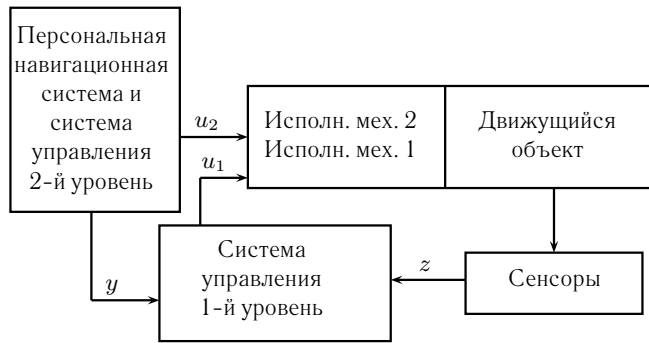 Персональная
навигационная
система и
система
управления
2-й уровень
u₂
u₁
Исполн. мех. 2
Исполн. мех. 1
Движущийся
объект
Система
управления
1-й уровень
y
z
Сенсоры